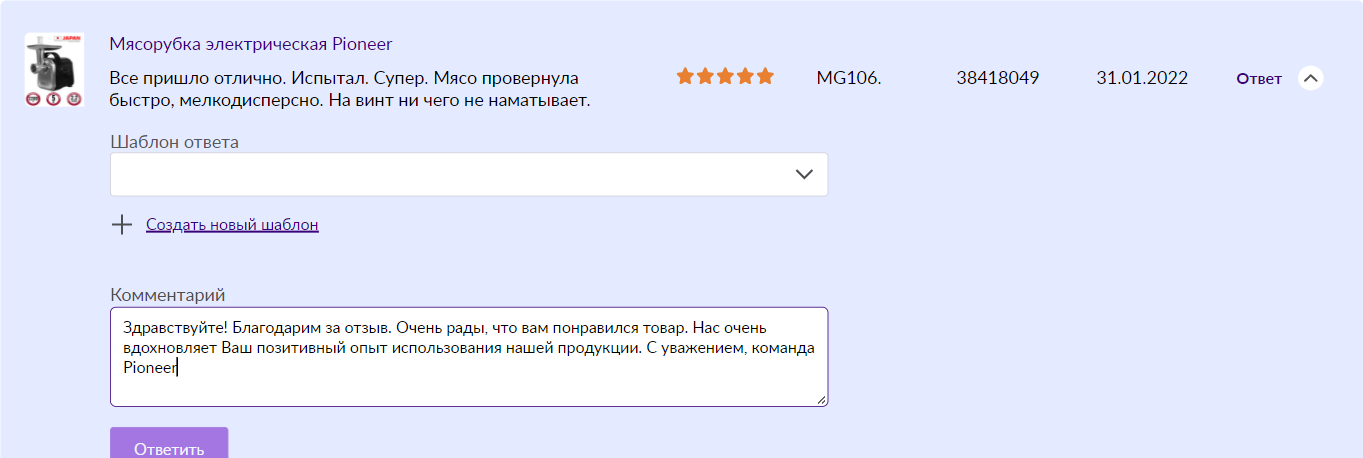 JAPAN
Мясорубка электрическая Pioneer
Все пришло отлично. Испытал. Супер. Мясо провернула
быстро, мелкодисперсно. На винт ни чего не наматывает.
MG106.
38418049
31.01.2022
Ответ
Шаблон ответа
Создать новый шаблон
Комментарий
Здравствуйте! Благодарим за отзыв. Очень рады, что вам понравился товар. Нас очень
вдохновляет Ваш позитивный опыт использования нашей продукции. С уважением, команда
Pioneer
Ответить